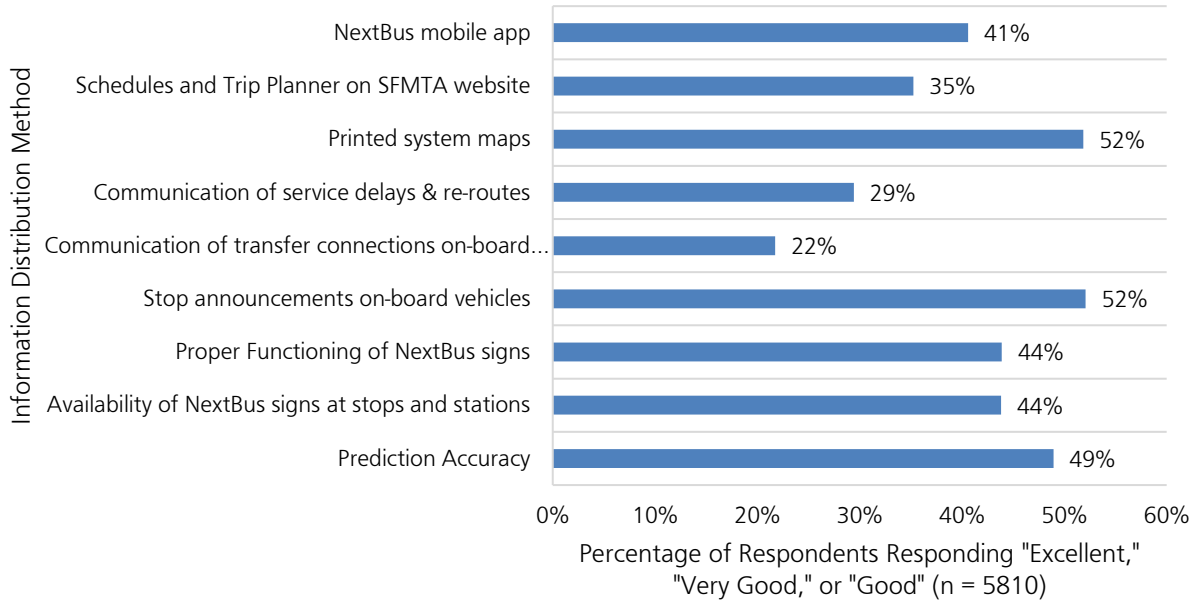 Information Distribution Method
NextBus mobile app 41%
Schedules and Trip Planner on SFMTA website 35%
Printed system maps 52%
Communication of service delays & re-routes 29%
Communication of transfer connections on-board... 22%
Stop announcements on-board vehicles 52%
Proper Functioning of NextBus signs 44%
Availability of NextBus signs at stops and stations 44%
Prediction Accuracy 49%
0% 10% 20% 30% 40% 50% 60%
Percentage of Respondents Responding "Excellent,"
"Very Good," or "Good" (n = 5810)